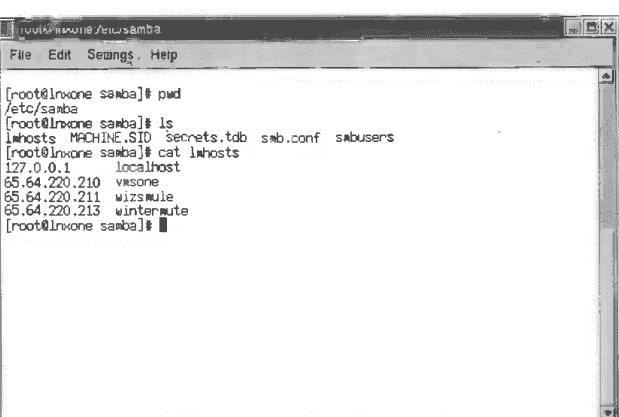 root@lnxone:/etc/samba
File Edit Settings Help
[root@lnxone samba]# pwd
/etc/samba
[root@lnxone samba]# ls
lmhosts MACHINE.SID secrets.tdb smb.conf smbusers
[root@lnxone samba]# cat lmhosts
127.0.0.1 localhost
65.64.220.210 vmsone
65.64.220.211 wizsmule
65.64.220.213 wintermute
[root@lnxone samba]#